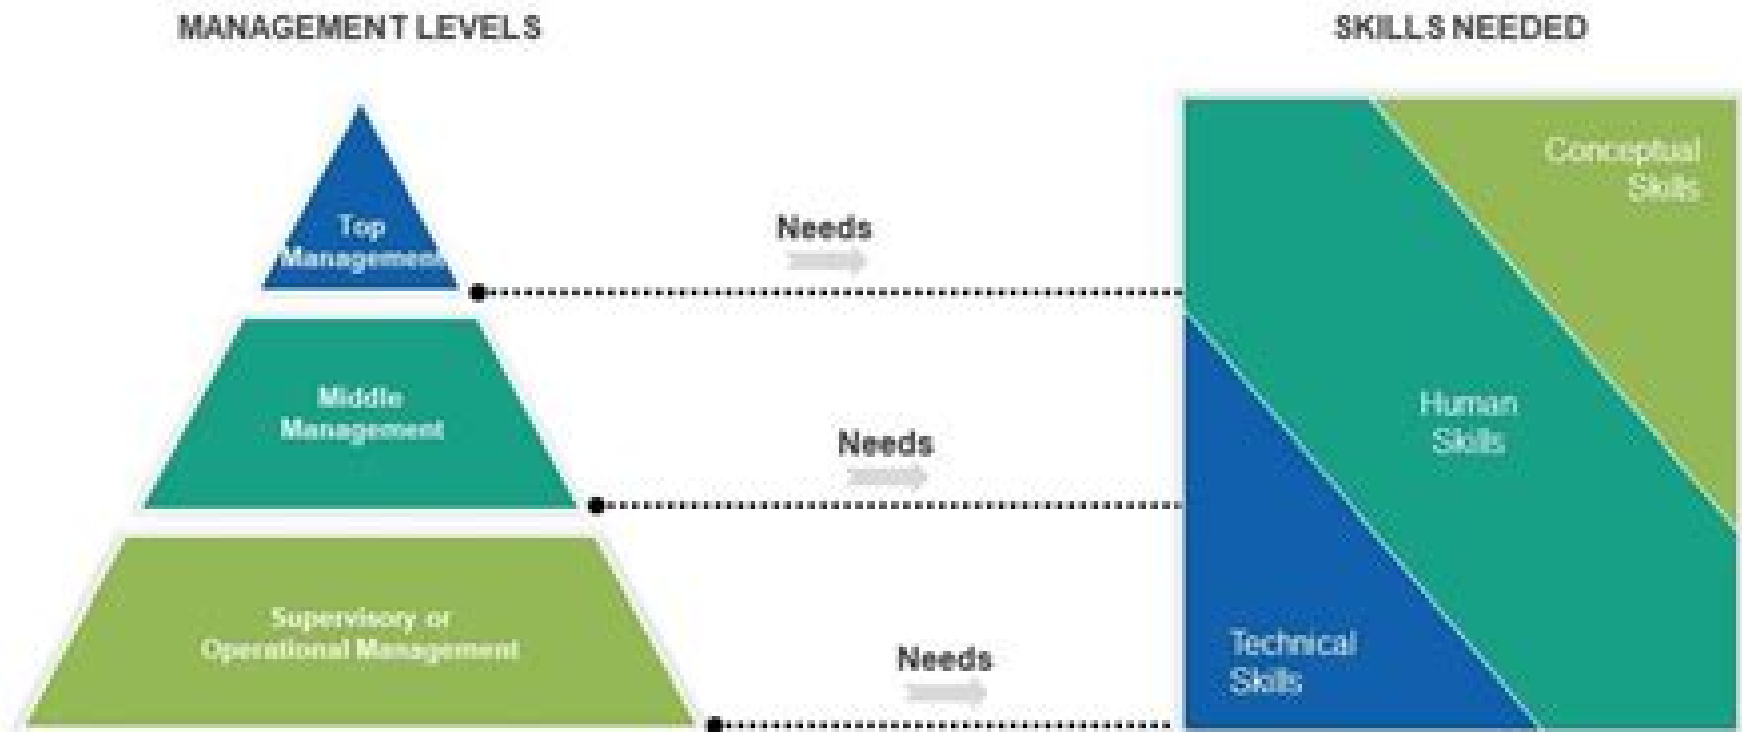 MANAGEMENT LEVELS
SKILLS NEEDED
Top
Management
Needs
Conceptual
Skills
Middle
Management
Needs
Human
Skills
Supervisory or
Operational Management
Needs
Technical
Skills